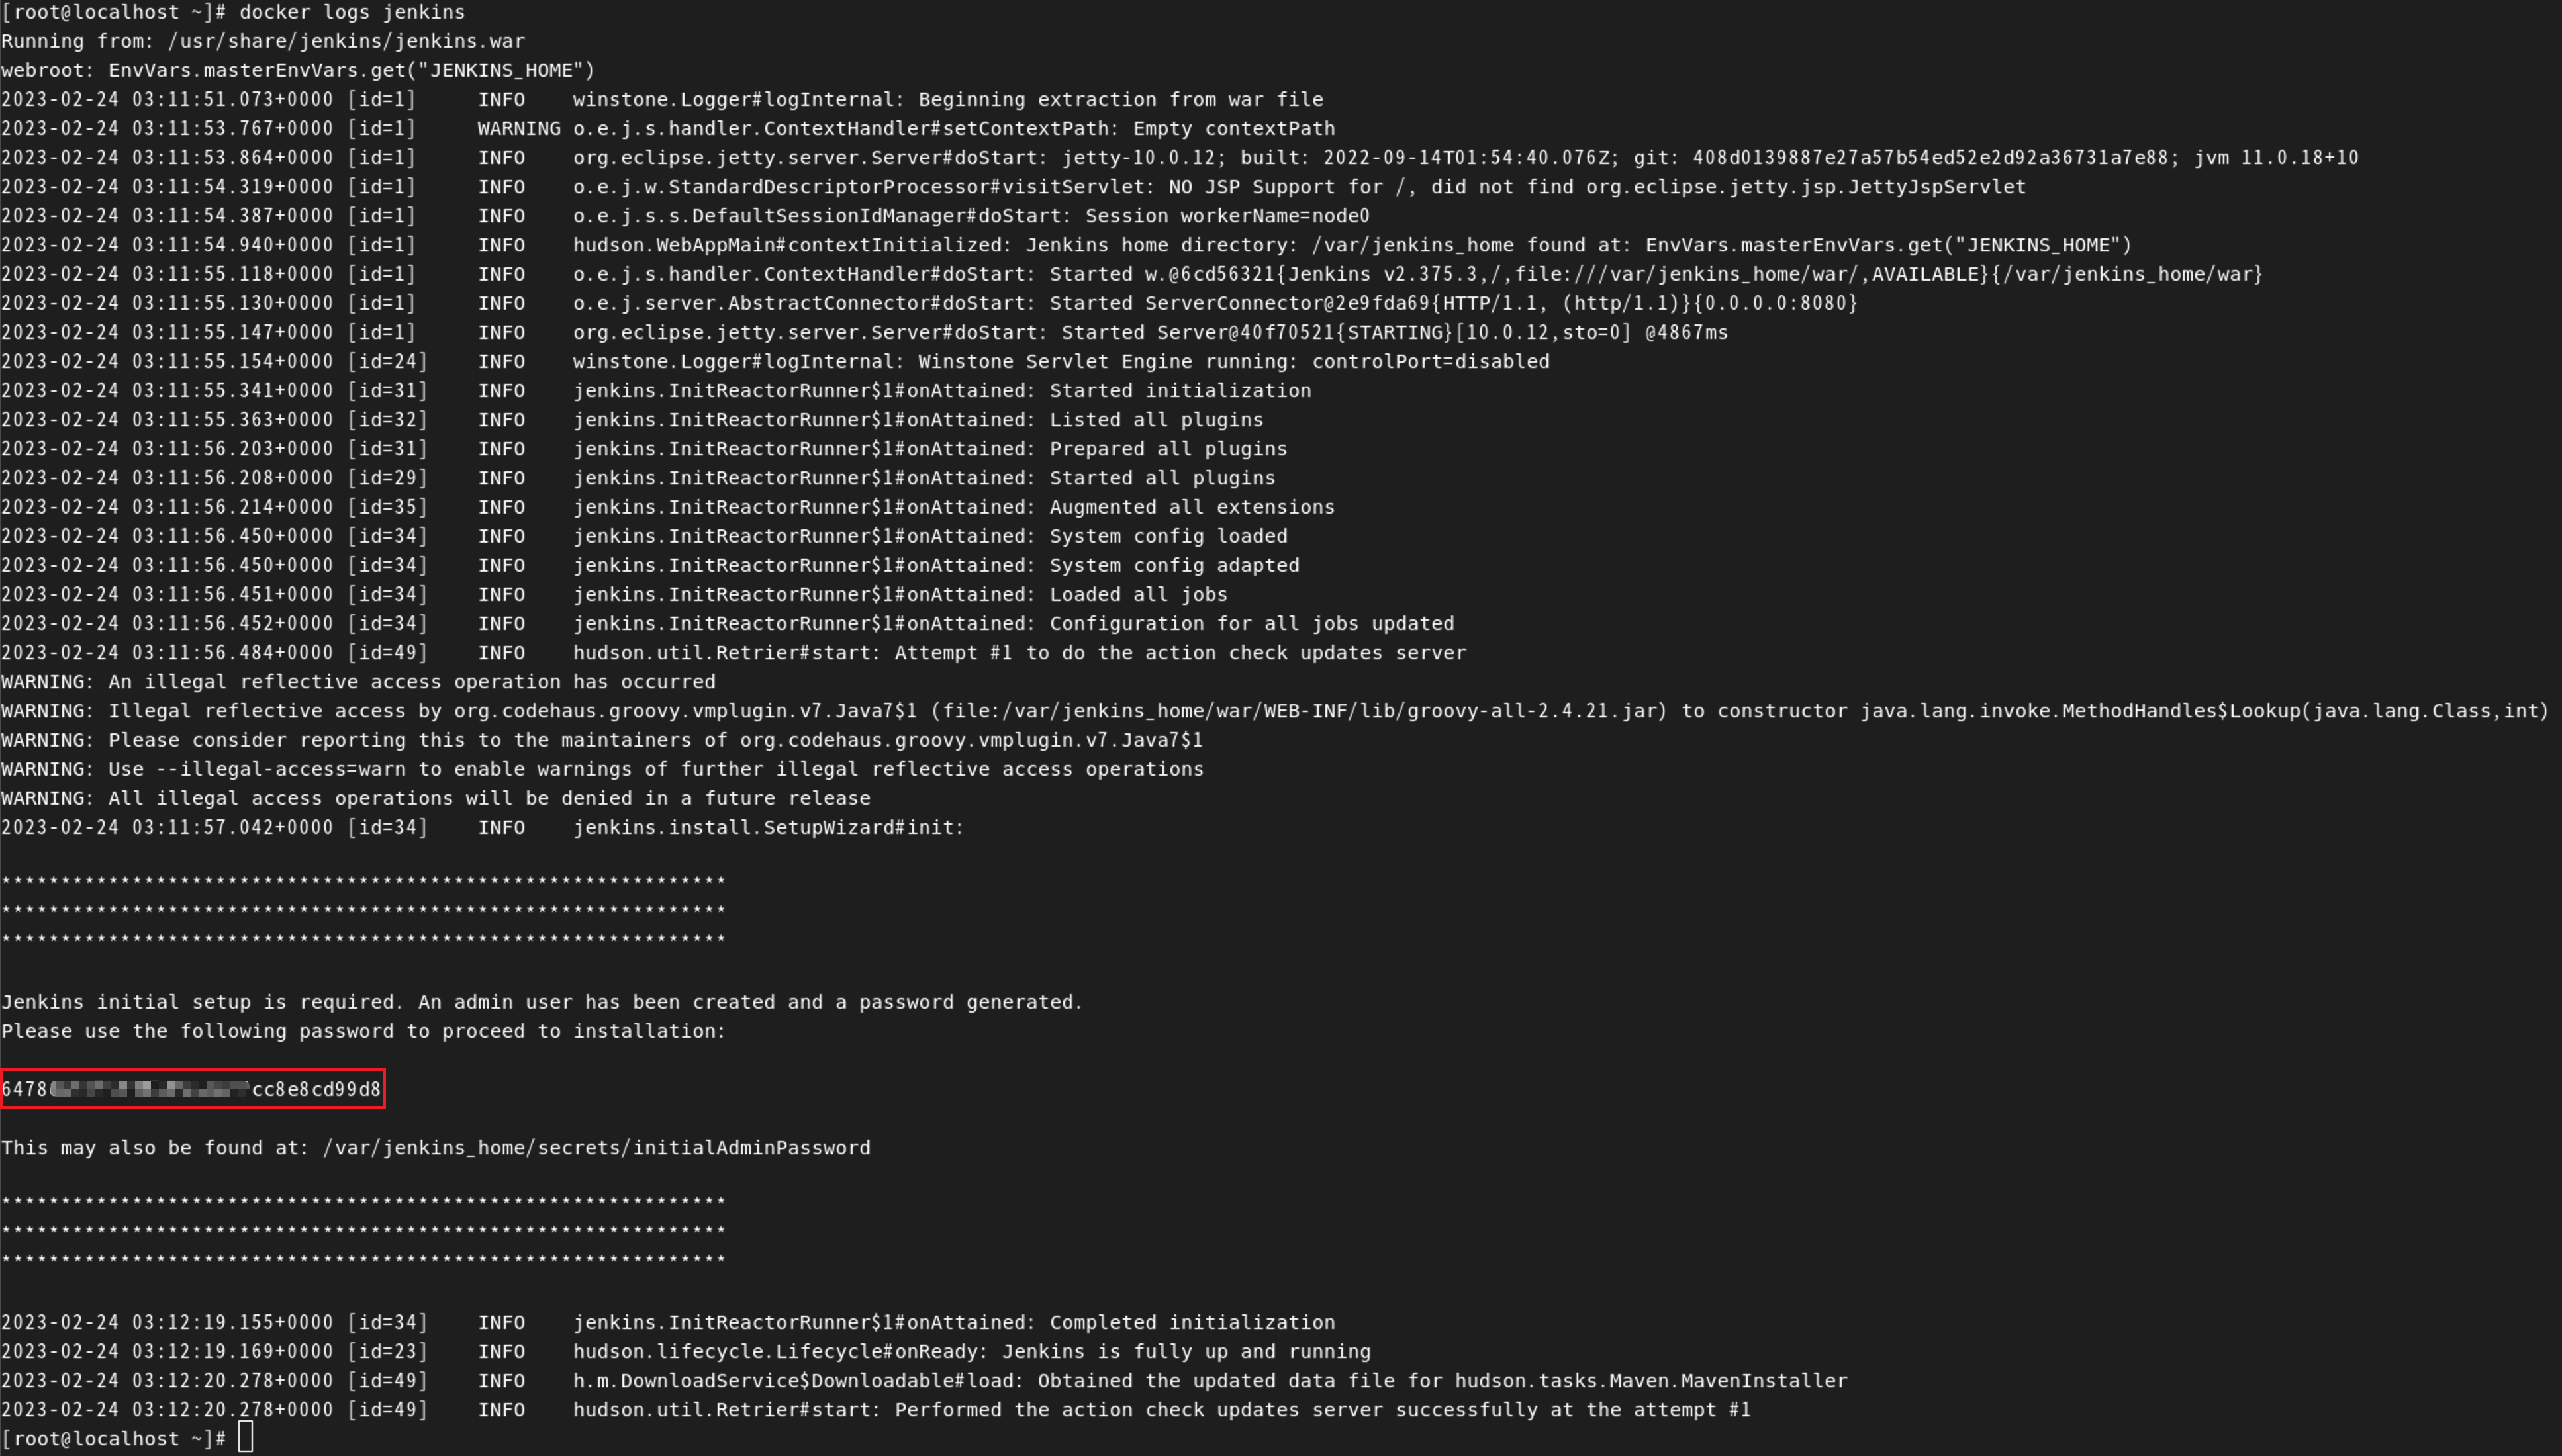 [root@localhost ~]# docker logs jenkins
Running from: /usr/share/jenkins/jenkins.war
webroot: EnvVars.masterEnvVars.get("JENKINS_HOME")
2023-02-24 03:11:51.073+0000 [id=1]     INFO    winstone.Logger#logInternal: Beginning extraction from war file
2023-02-24 03:11:53.767+0000 [id=1]     WARNING o.e.j.s.handler.ContextHandler#setContextPath: Empty contextPath
2023-02-24 03:11:53.864+0000 [id=1]     INFO    org.eclipse.jetty.server.Server#doStart: jetty-10.0.12; built: 2022-09-14T01:54:40.076Z; git: 408d0139887e27a57b54ed52e2d92a36731a7e88; jvm 11.0.18+10
2023-02-24 03:11:54.319+0000 [id=1]     INFO    o.e.j.w.StandardDescriptorProcessor#visitServlet: NO JSP Support for /, did not find org.eclipse.jetty.jsp.JettyJspServlet
2023-02-24 03:11:54.387+0000 [id=1]     INFO    o.e.j.s.s.DefaultSessionIdManager#doStart: Session workerName=node0
2023-02-24 03:11:54.940+0000 [id=1]     INFO    hudson.WebAppMain#contextInitialized: Jenkins home directory: /var/jenkins_home found at: EnvVars.masterEnvVars.get("JENKINS_HOME")
2023-02-24 03:11:55.118+0000 [id=1]     INFO    o.e.j.s.handler.ContextHandler#doStart: Started w.@6cd56321{Jenkins v2.375.3,/,file:///var/jenkins_home/war/,AVAILABLE}{/var/jenkins_home/war}
2023-02-24 03:11:55.130+0000 [id=1]     INFO    o.e.j.server.AbstractConnector#doStart: Started ServerConnector@2e9fda69{HTTP/1.1, (http/1.1)}{0.0.0.0:8080}
2023-02-24 03:11:55.147+0000 [id=1]     INFO    org.eclipse.jetty.server.Server#doStart: Started Server@40f70521{STARTING}[10.0.12,sto=0] @4867ms
2023-02-24 03:11:55.154+0000 [id=24]    INFO    winstone.Logger#logInternal: Winstone Servlet Engine running: controlPort=disabled
2023-02-24 03:11:55.341+0000 [id=31]    INFO    jenkins.InitReactorRunner$1#onAttained: Started initialization
2023-02-24 03:11:55.363+0000 [id=32]    INFO    jenkins.InitReactorRunner$1#onAttained: Listed all plugins
2023-02-24 03:11:56.203+0000 [id=31]    INFO    jenkins.InitReactorRunner$1#onAttained: Prepared all plugins
2023-02-24 03:11:56.208+0000 [id=29]    INFO    jenkins.InitReactorRunner$1#onAttained: Started all plugins
2023-02-24 03:11:56.214+0000 [id=35]    INFO    jenkins.InitReactorRunner$1#onAttained: Augmented all extensions
2023-02-24 03:11:56.450+0000 [id=34]    INFO    jenkins.InitReactorRunner$1#onAttained: System config loaded
2023-02-24 03:11:56.450+0000 [id=34]    INFO    jenkins.InitReactorRunner$1#onAttained: System config adapted
2023-02-24 03:11:56.451+0000 [id=34]    INFO    jenkins.InitReactorRunner$1#onAttained: Loaded all jobs
2023-02-24 03:11:56.452+0000 [id=34]    INFO    jenkins.InitReactorRunner$1#onAttained: Configuration for all jobs updated
2023-02-24 03:11:56.484+0000 [id=49]    INFO    hudson.util.Retrier#start: Attempt #1 to do the action check updates server
WARNING: An illegal reflective access operation has occurred
WARNING: Illegal reflective access by org.codehaus.groovy.vmplugin.v7.Java7$1 (file:/var/jenkins_home/war/WEB-INF/lib/groovy-all-2.4.21.jar) to constructor java.lang.invoke.MethodHandles$Lookup(java.lang.Class,int)
WARNING: Please consider reporting this to the maintainers of org.codehaus.groovy.vmplugin.v7.Java7$1
WARNING: Use --illegal-access=warn to enable warnings of further illegal reflective access operations
WARNING: All illegal access operations will be denied in a future release
2023-02-24 03:11:57.042+0000 [id=34]    INFO    jenkins.install.SetupWizard#init:
*************************************************************
*************************************************************
*************************************************************
Jenkins initial setup is required. An admin user has been created and a password generated.
Please use the following password to proceed to installation:
6478 cc8e8cd99d8
This may also be found at: /var/jenkins_home/secrets/initialAdminPassword
*************************************************************
*************************************************************
*************************************************************
2023-02-24 03:12:19.155+0000 [id=34]    INFO    jenkins.InitReactorRunner$1#onAttained: Completed initialization
2023-02-24 03:12:19.169+0000 [id=23]    INFO    hudson.lifecycle.Lifecycle#onReady: Jenkins is fully up and running
2023-02-24 03:12:20.278+0000 [id=49]    INFO    h.m.DownloadService$Downloadable#load: Obtained the updated data file for hudson.tasks.Maven.MavenInstaller
2023-02-24 03:12:20.278+0000 [id=49]    INFO    hudson.util.Retrier#start: Performed the action check updates server successfully at the attempt #1
[root@localhost ~]#